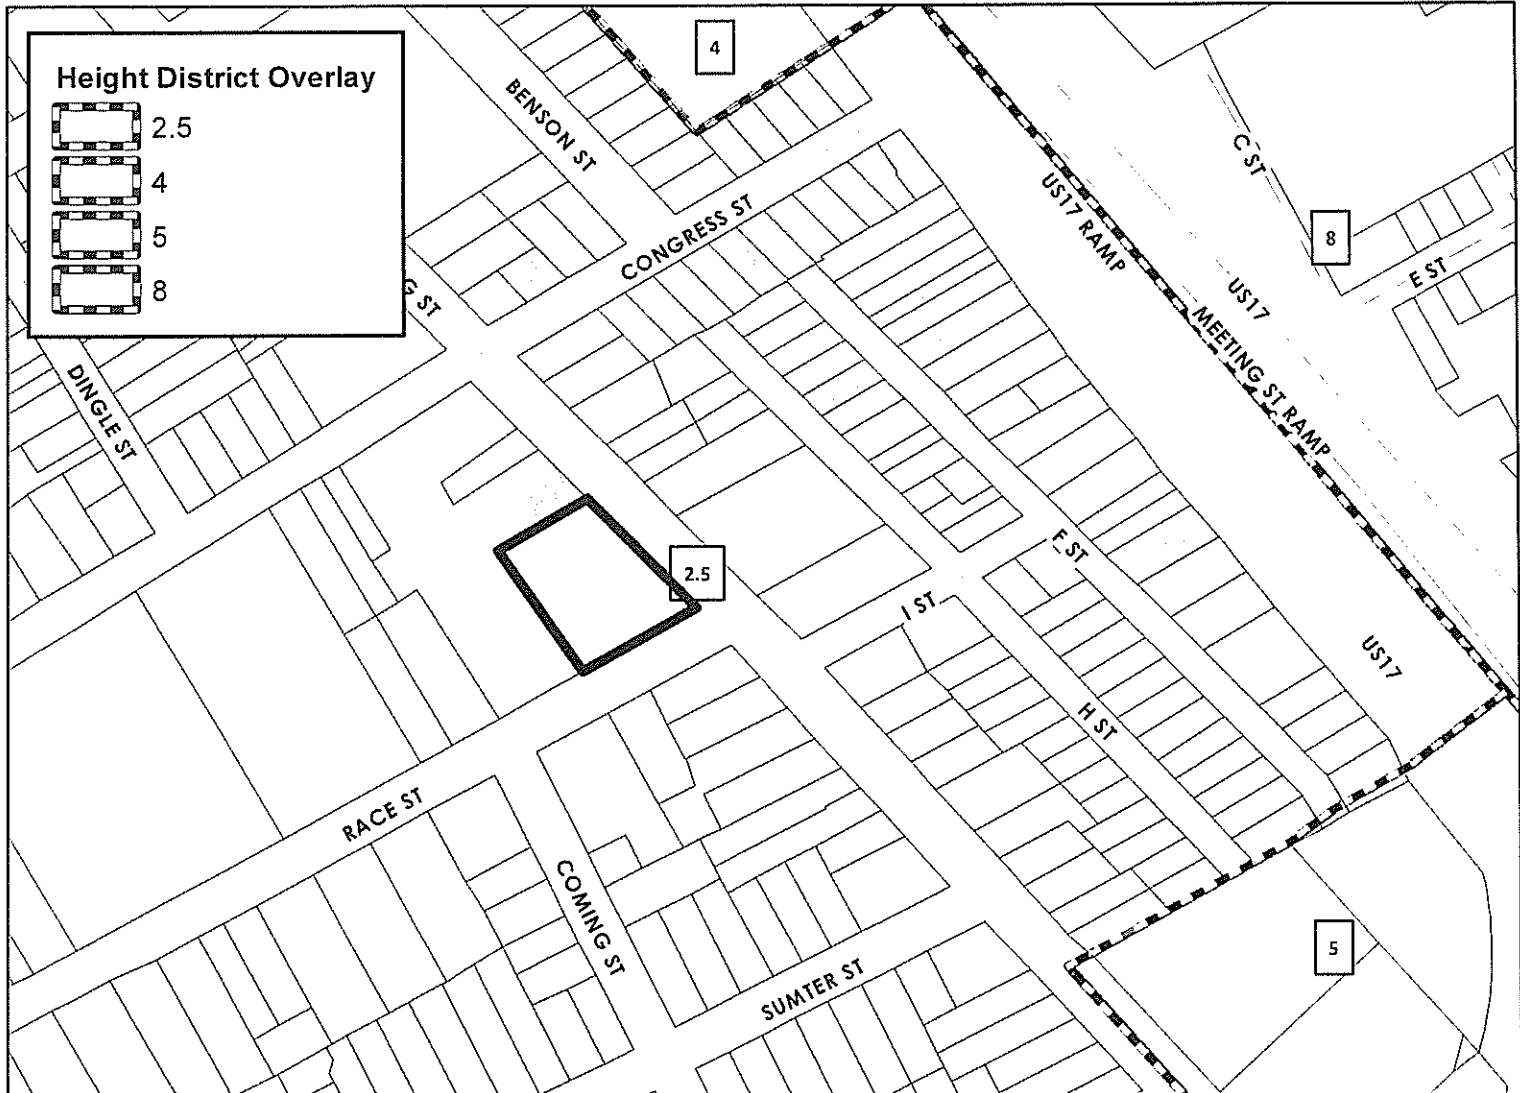 Height District Overlay
2.5
4
5
8
4
BENSON ST
CONGRESS ST
G ST
DINGLE ST
US17 RAMP
C ST
8
E ST
US17
MEETING ST RAMP
2.5
F ST
I ST
US17
H ST
RACE ST
COMING ST
SUMTER ST
5